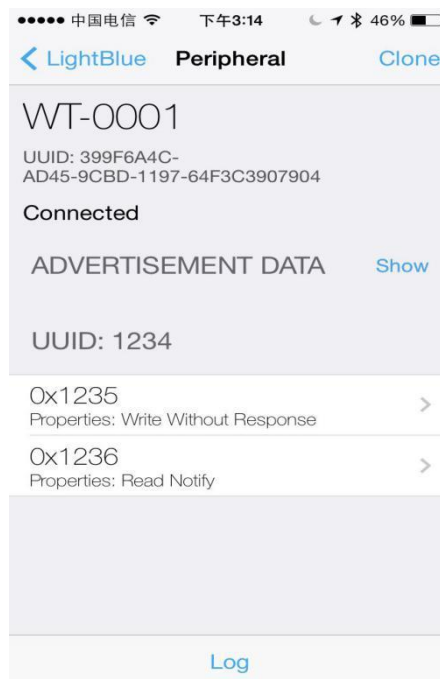 中国电信 下午3:14 46%
LightBlue Peripheral Clone
WT-0001
UUID: 399F6A4C-
AD45-9CBD-1197-64F3C3907904
Connected
ADVERTISEMENT DATA Show
UUID: 1234
0x1235
Properties: Write Without Response
0x1236
Properties: Read Notify
Log